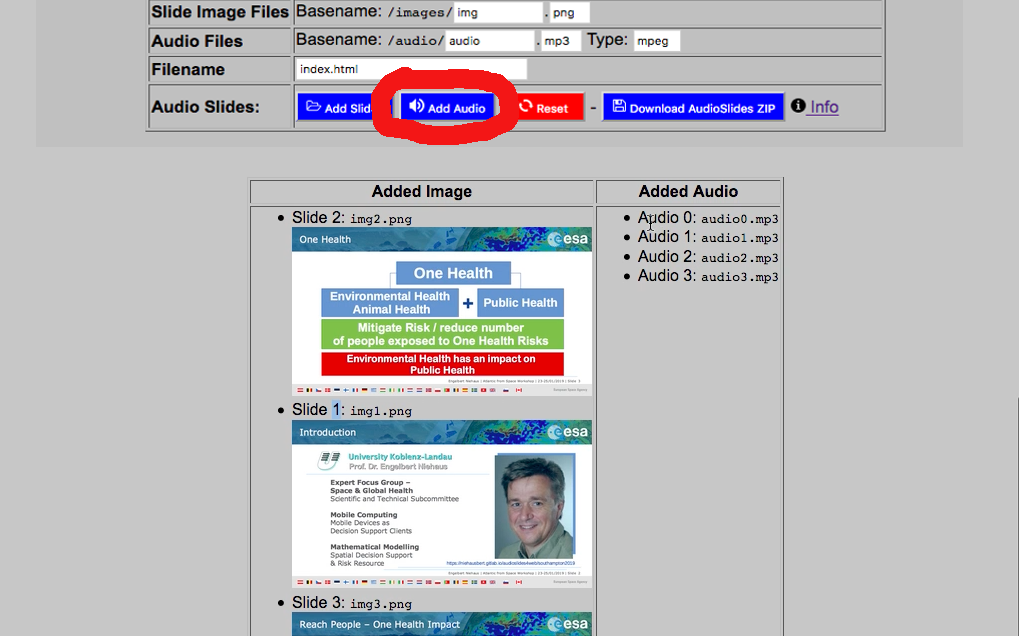 Slide Image Files Basename: /images/ img . png
Audio Files Basename: /audio/ audio . mp3 Type: mpeg
Filename index.html
Audio Slides: Add Slid Add Audio Reset - Download AudioSlides ZIP Info
Added Image
Added Audio
Slide 2: img2.png
One Health
esa
One Health
Environmental Health
Animal Health
+
Public Health
Mitigate Risk / reduce number
of people exposed to One Health Risks
Environmental Health has an impact on
Public Health
Slide 1: img1.png
Introduction
esa
University Koblenz-Landau
Prof. Dr. Engelbert Niehaus
Expert Focus Group –
Space & Global Health
Scientific and Technical Subcommittee
Mobile Computing
Mobile Devices as
Decision Support Clients
Mathematical Modelling
Spatial Decision Support
& Risk Resource
Slide 3: img3.png
Reach People – One Health Impact
esa
Audio 0: audio0.mp3
Audio 1: audio1.mp3
Audio 2: audio2.mp3
Audio 3: audio3.mp3